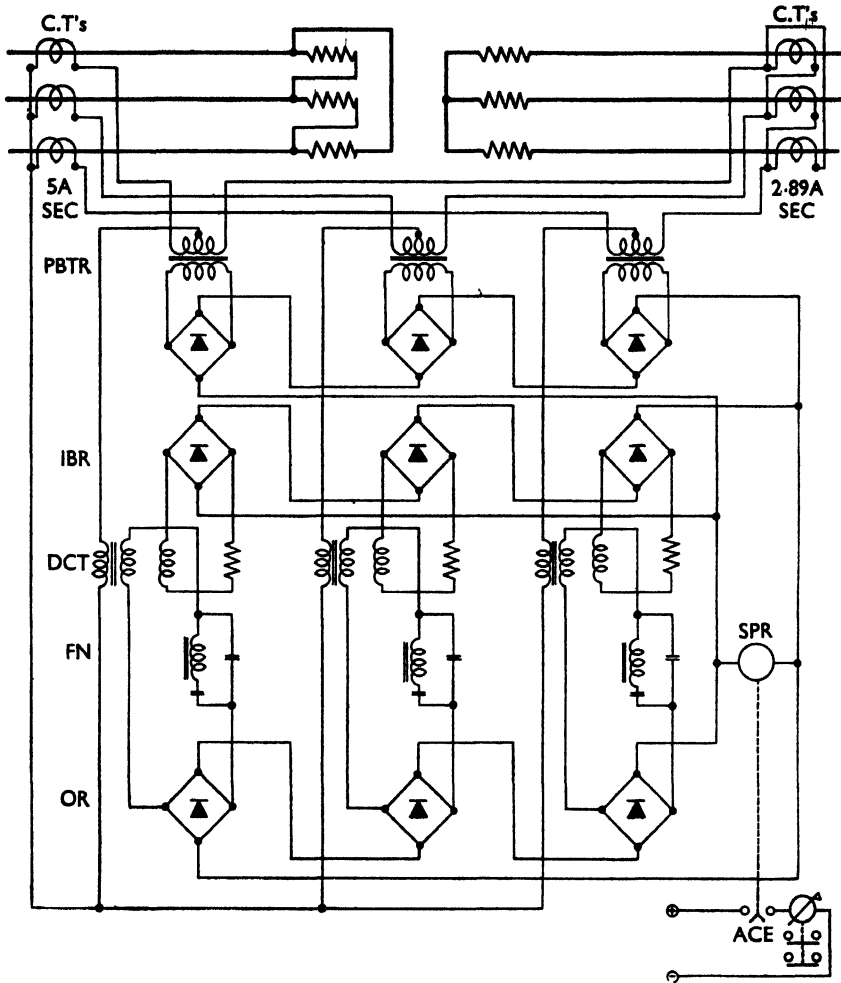 C.T's
C.T's
5A
SEC
2.89A
SEC
PBTR
IBR
DCT
FN
SPR
OR
ACE